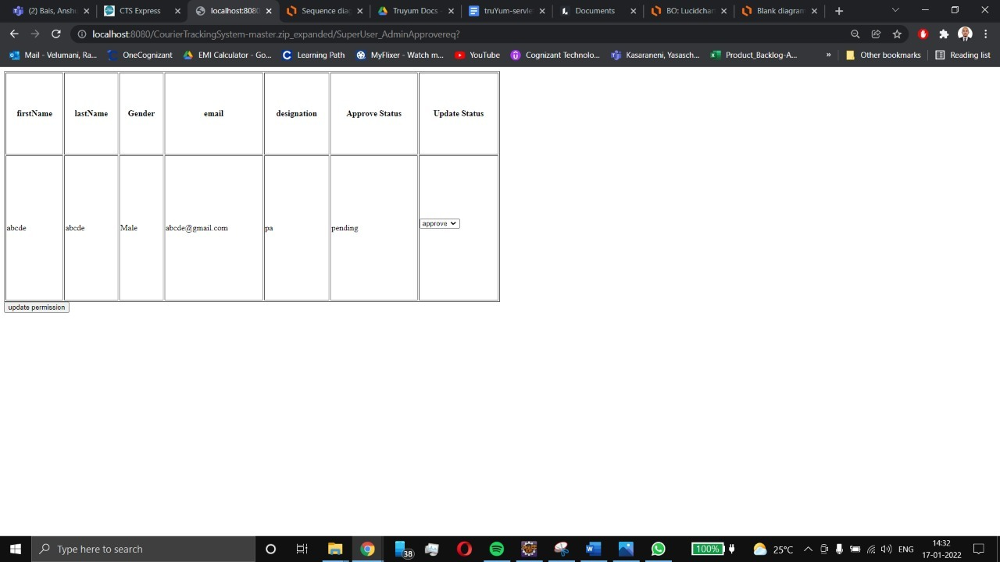 (2) Bais, Anshu
CTS Express
localhost:8080
Sequence diag
Truyum Docs -
truYum-servle
Documents
BO: Lucidchar
Blank diagram
localhost:8080/CourierTrackingSystem-master.zip_expanded/SuperUser_AdminApprovereq?
Mail - Velumani, Ra...
OneCognizant
EMI Calculator - Go...
Learning Path
MyFlixer - Watch m...
YouTube
Cognizant Technolo...
Kasaraneni, Yasasch...
Product_Backlog-A...
»
Other bookmarks
Reading list
firstName lastName Gender email designation Approve Status Update Status
abcde abcde Male abcde@gmail.com pa pending approve
update permission
Type here to search
38
100%
25°C
ENG
14:32
17-01-2022